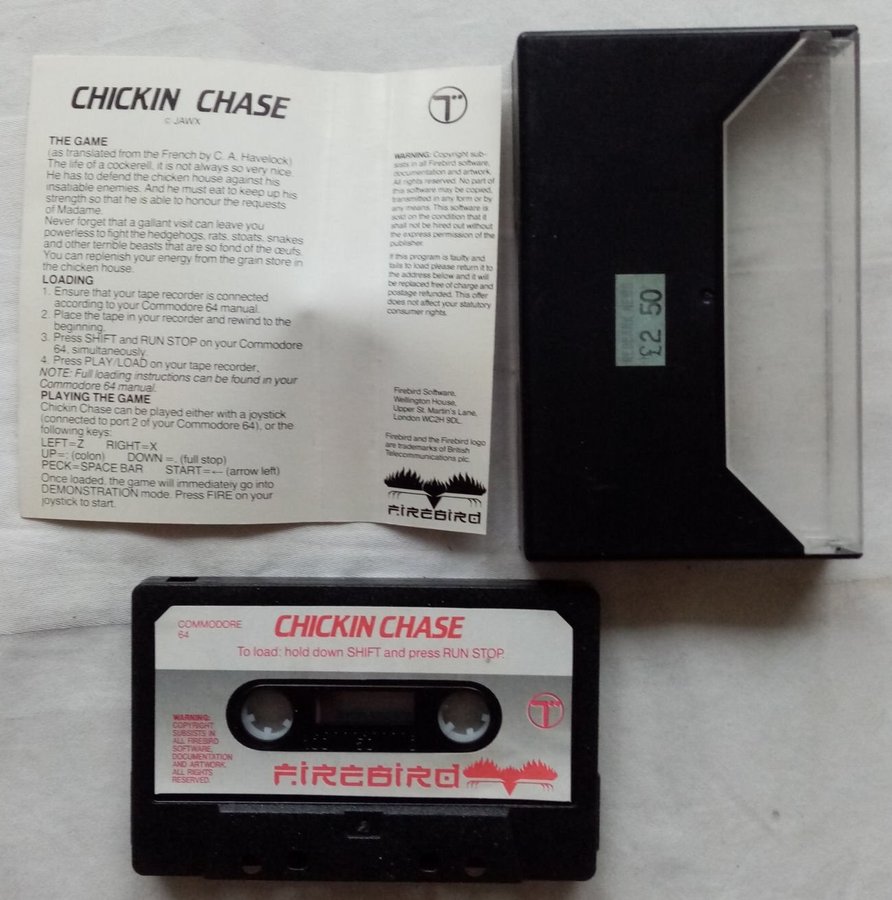 CHICKIN CHASE
© JAWX
THE GAME
(as translated from the French by C. A. Havelock)
The life of a cockerell, it is not always so very nice.
He has to defend the chicken house against his
insatiable enemies. And he must eat to keep up his
strength so that he is able to honour the requests
of Madame.
Never forget that a gallant visit can leave you
powerless to fight the hedgehogs, rats, stoats, snakes
and other terrible beasts that are so fond of the œufs.
You can replenish your energy from the grain store in
the chicken house.
LOADING
1. Ensure that your tape recorder is connected
according to your Commodore 64 manual.
2. Place the tape in your recorder and rewind to the
beginning.
3. Press SHIFT and RUN STOP on your Commodore
64, simultaneously.
4. Press PLAY/LOAD on your tape recorder.
NOTE: Full loading instructions can be found in your
Commodore 64 manual.
PLAYING THE GAME
Chickin Chase can be played either with a joystick
(connected to port 2 of your Commodore 64), or the
following keys:
LEFT=Z RIGHT=X
UP=: (colon) DOWN =. (full stop)
PECK=SPACE BAR START=← (arrow left)
Once loaded, the game will immediately go into
DEMONSTRATION mode. Press FIRE on your
joystick to start.
WARNING: Copyright sub-
sists in all Firebird software,
documentation and artwork.
All rights reserved. No part of
this software may be copied,
transmitted in any form or by
any means. This software is
sold on the condition that it
shall not be hired out without
the express permission of the
publisher.
If this program is faulty and
fails to load please return it to
the address below and it will
be replaced free of charge and
postage refunded. This offer
does not affect your statutory
consumer rights.
Firebird Software,
Wellington House,
Upper St. Martin's Lane,
London WC2H 9DL.
Firebird and the Firebird logo
are trademarks of British
Telecommunications plc.
FIREBIRD
£2 50
COMMODORE
64
CHICKIN CHASE
To load: hold down SHIFT and press RUN STOP.
WARNING:
COPYRIGHT
SUBSISTS IN
ALL FIREBIRD
SOFTWARE,
DOCUMENTATION
AND ARTWORK.
ALL RIGHTS
RESERVED.
FIREBIRD